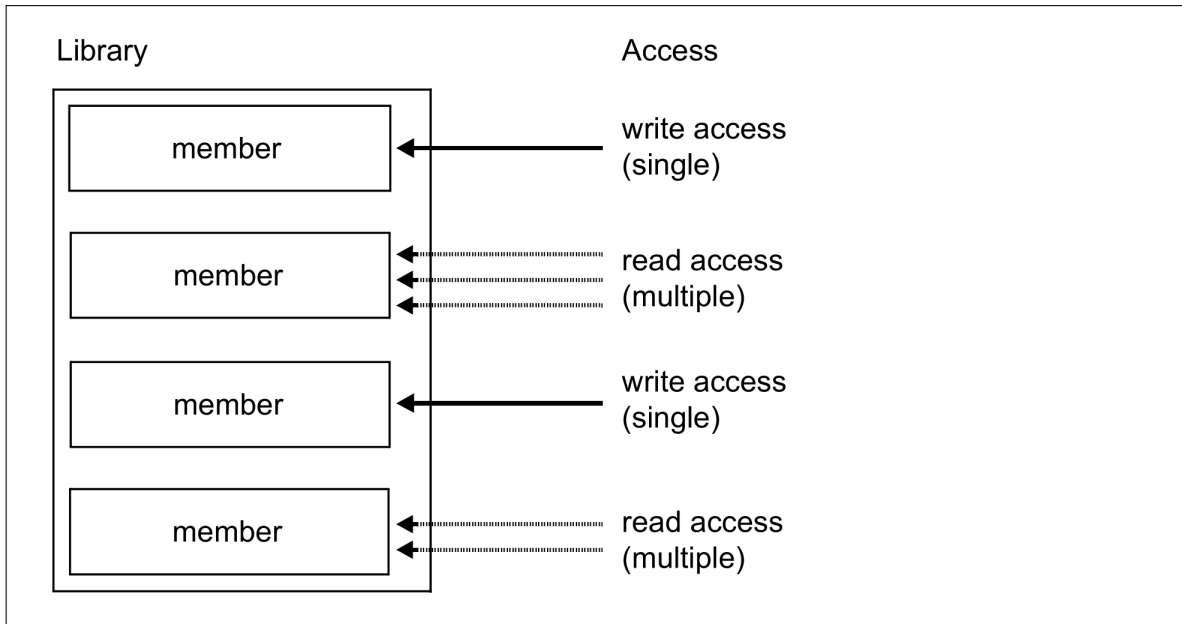 Library
Access
member
write access
(single)
member
read access
(multiple)
member
write access
(single)
member
read access
(multiple)